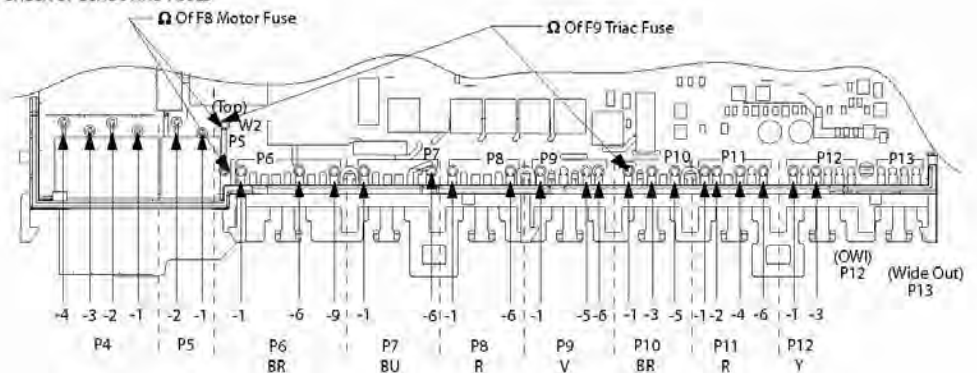 Ω Of F8 Motor Fuse
Ω Of F9 Triac Fuse
(Top)
W2
P5
P6
P7
P8
P9
P10
P11
P12
P13
(OWI)
P12
(Wide Out)
P13
-4 -3 -2 -1 -2 -1 -1 -6 -9 -1 -6 -1 -6 -1 -5 -6 -1 -3 -5 -1 -2 -4 -6 -1 -3
P4 P5 P6 P7 P8 P9 P10 P11 P12
BR BU R V BR R Y